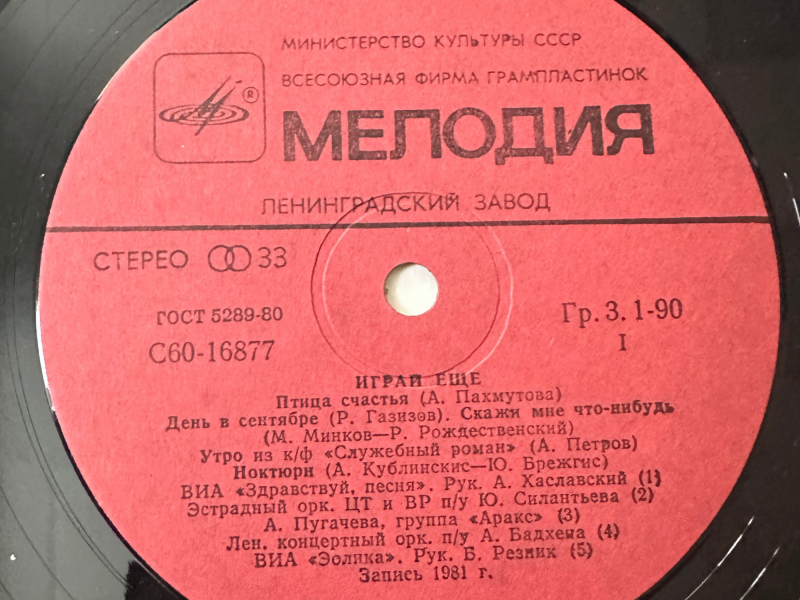 МИНИСТЕРСТВО КУЛЬТУРЫ СССР
ВСЕСОЮЗНАЯ ФИРМА ГРАМПЛАСТИНОК
®
МЕЛОДИЯ
ЛЕНИНГРАДСКИЙ ЗАВОД
СТЕРЕО 33
ГОСТ 5289-80
Гр. 3. 1-90
С60-16877
I
ИГРАЙ ЕЩЕ
Птица счастья (А. Пахмутова)
День в сентябре (Р. Газизов). Скажи мне что-нибудь
(М. Минков—Р. Рождественский)
Утро из к/ф «Служебный роман» (А. Петров)
Ноктюрн (А. Кублинскис—Ю. Брежгис)
ВИА «Здравствуй, песня». Рук. А. Хаславский (1)
Эстрадный орк. ЦТ и ВР п/у Ю. Силантьева (2)
А. Пугачева, группа «Аракс» (3)
Лен. концертный орк. п/у А. Бадхена (4)
ВИА «Эолика». Рук. Б. Резник (5)
Запись 1981 г.